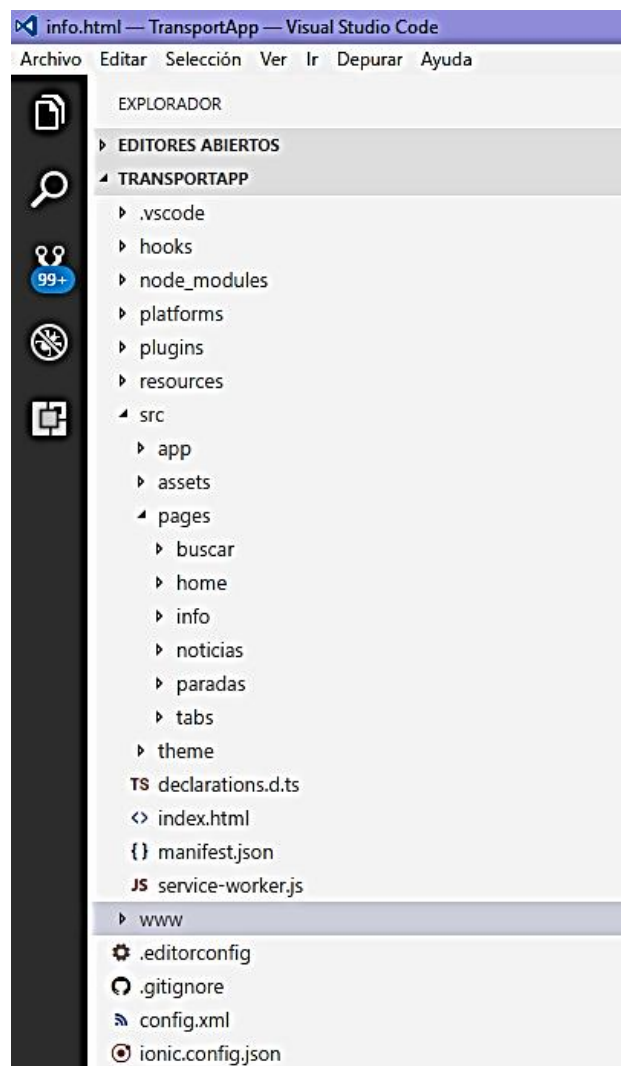 info.html — TransportApp — Visual Studio Code
Archivo Editar Selección Ver Ir Depurar Ayuda
EXPLORADOR
EDITORES ABIERTOS
TRANSPORTAPP
.vscode
hooks
node_modules
99+
platforms
plugins
resources
src
app
assets
pages
buscar
home
info
noticias
paradas
tabs
theme
TS declarations.d.ts
<> index.html
{} manifest.json
JS service-worker.js
www
.editorconfig
.gitignore
config.xml
ionic.config.json